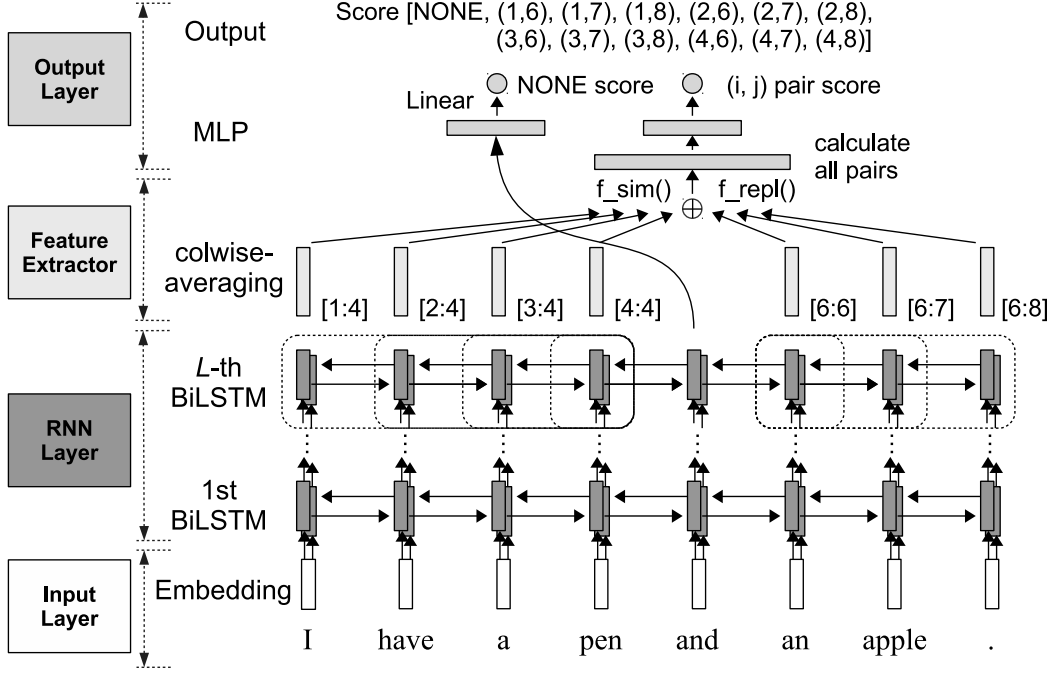 Score [NONE, (1,6), (1,7), (1,8), (2,6), (2,7), (2,8),
(3,6), (3,7), (3,8), (4,6), (4,7), (4,8)]
Output
Output
Layer
NONE score
(i, j) pair score
Linear
MLP
calculate
all pairs
f_sim()
f_repl()
⊕
Feature
Extractor
colwise-
averaging
[1:4]
[2:4]
[3:4]
[4:4]
[6:6]
[6:7]
[6:8]
L-th
BiLSTM
RNN
Layer
1st
BiLSTM
Input
Layer
Embedding
I have a pen and an apple .